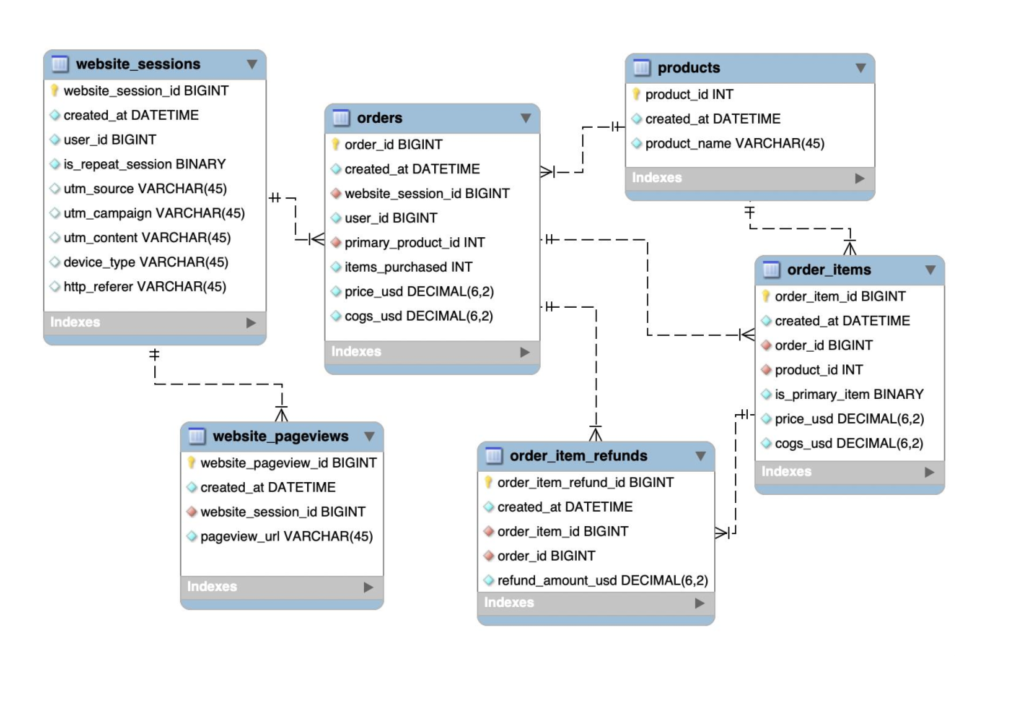 website_sessions
website_session_id BIGINT
created_at DATETIME
user_id BIGINT
is_repeat_session BINARY
utm_source VARCHAR(45)
utm_campaign VARCHAR(45)
utm_content VARCHAR(45)
device_type VARCHAR(45)
http_referer VARCHAR(45)
Indexes
orders
order_id BIGINT
created_at DATETIME
website_session_id BIGINT
user_id BIGINT
primary_product_id INT
items_purchased INT
price_usd DECIMAL(6,2)
cogs_usd DECIMAL(6,2)
Indexes
products
product_id INT
created_at DATETIME
product_name VARCHAR(45)
Indexes
order_items
order_item_id BIGINT
created_at DATETIME
order_id BIGINT
product_id INT
is_primary_item BINARY
price_usd DECIMAL(6,2)
cogs_usd DECIMAL(6,2)
Indexes
website_pageviews
website_pageview_id BIGINT
created_at DATETIME
website_session_id BIGINT
pageview_url VARCHAR(45)
Indexes
order_item_refunds
order_item_refund_id BIGINT
created_at DATETIME
order_item_id BIGINT
order_id BIGINT
refund_amount_usd DECIMAL(6,2)
Indexes